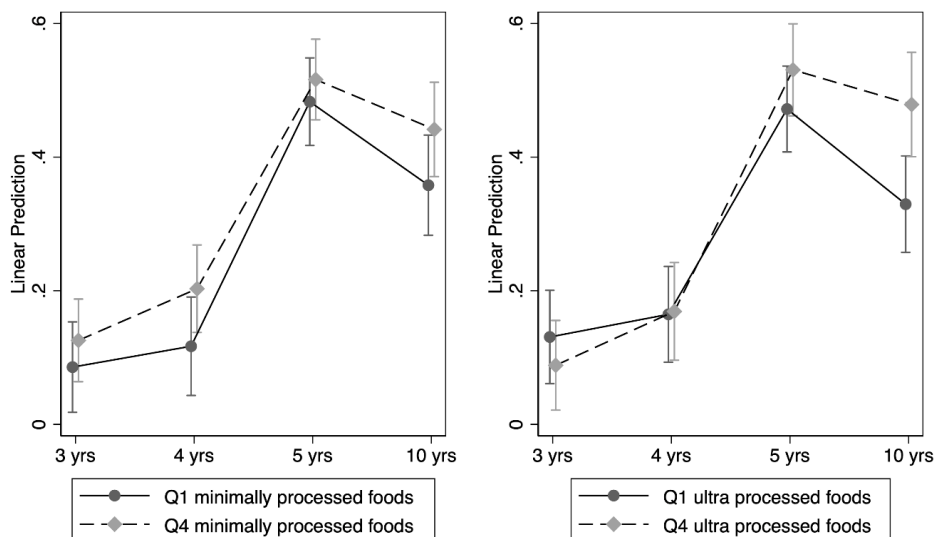 .6
.4
.2
0
Linear Prediction
3 yrs
4 yrs
5 yrs
10 yrs
Q1 minimally processed foods
Q4 minimally processed foods
.6
.4
.2
0
Linear Prediction
3 yrs
4 yrs
5 yrs
10 yrs
Q1 ultra processed foods
Q4 ultra processed foods